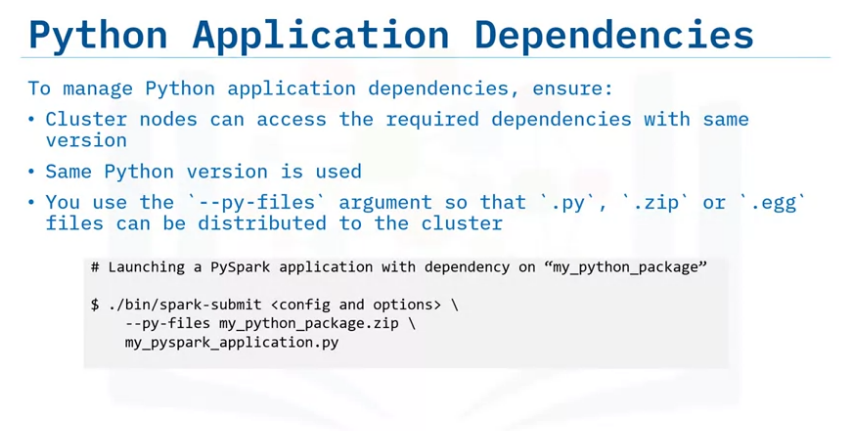 Python Application Dependencies
To manage Python application dependencies, ensure:
• Cluster nodes can access the required dependencies with same
version
• Same Python version is used
• You use the `--py-files` argument so that `.py`, `.zip` or `.egg`
files can be distributed to the cluster
# Launching a PySpark application with dependency on “my_python_package”
$ ./bin/spark-submit <config and options> \
--py-files my_python_package.zip \
my_pyspark_application.py